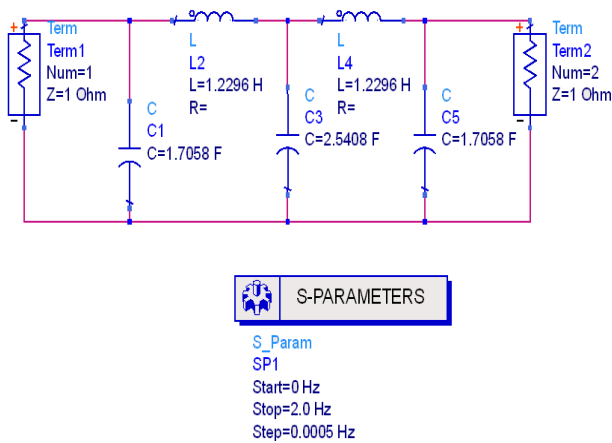 +
Term
Term1
Num=1
Z=1 Ohm
-
L
L2
L=1.2296 H
R=
L
L4
L=1.2296 H
R=
+
Term
Term2
Num=2
Z=1 Ohm
-
C
C1
C=1.7058 F
C
C3
C=2.5408 F
C
C5
C=1.7058 F
S-PARAMETERS
S_Param
SP1
Start=0 Hz
Stop=2.0 Hz
Step=0.0005 Hz